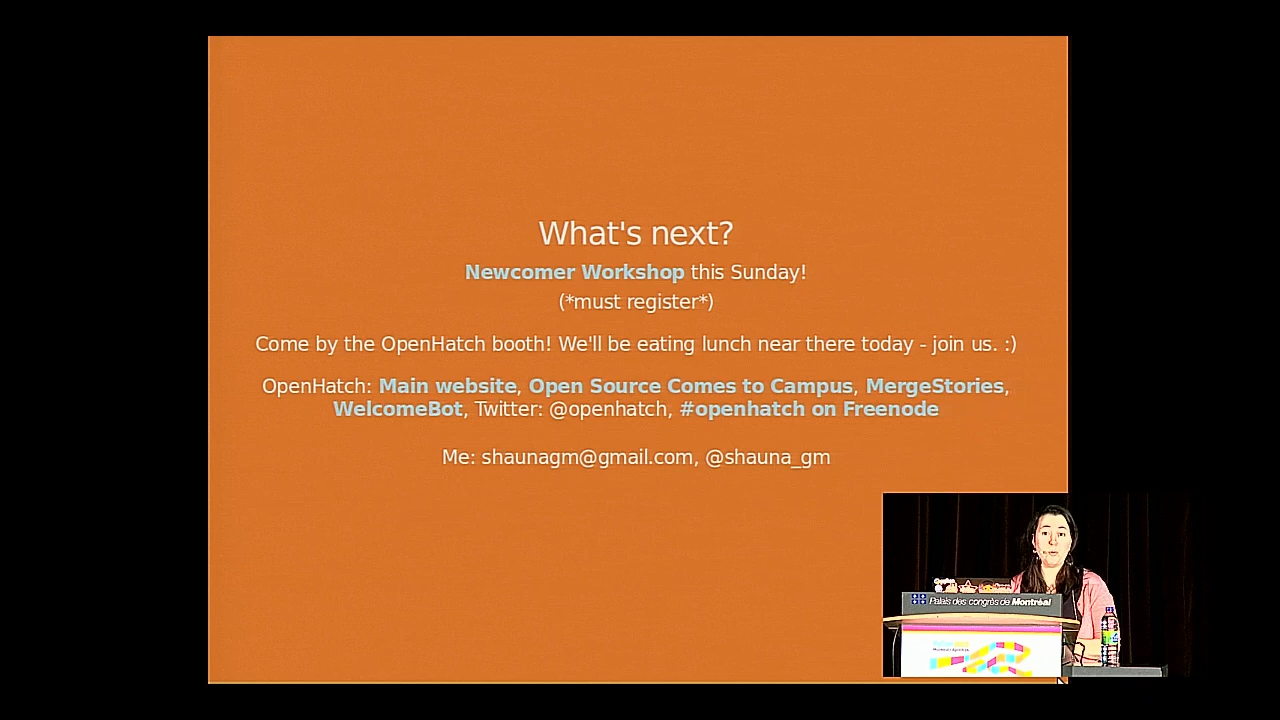 What's next?
Newcomer Workshop this Sunday!
(*must register*)
Come by the OpenHatch booth! We'll be eating lunch near there today - join us. :)
OpenHatch: Main website, Open Source Comes to Campus, MergeStories,
WelcomeBot, Twitter: @openhatch, #openhatch on Freenode
Me: shaunagm@gmail.com, @shauna_gm
Palais des congrès de Montréal